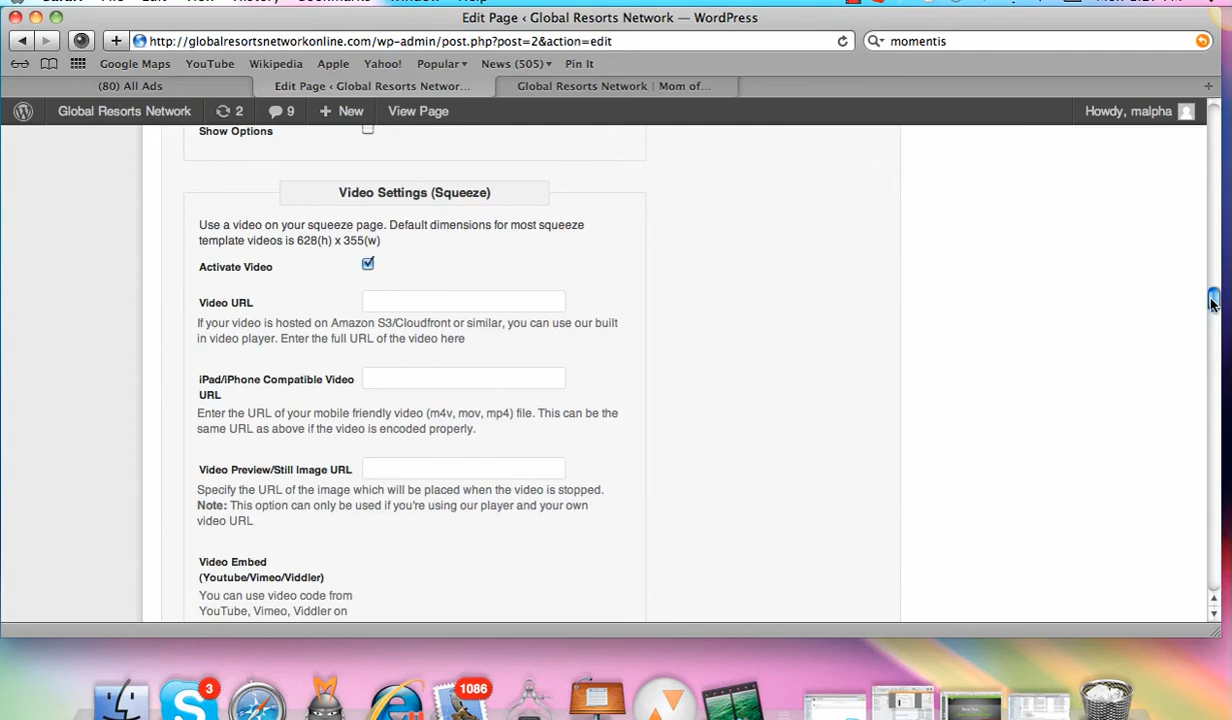 Edit Page ‹ Global Resorts Network — WordPress
http://globalresortsnetworkonline.com/wp-admin/post.php?post=2&action=edit
momentis
Google Maps YouTube Wikipedia Apple Yahoo! Popular News (505) Pin It
(80) All Ads
Edit Page ‹ Global Resorts Networ...
Global Resorts Network | Mom of...
Global Resorts Network 2 9 New View Page
Howdy, malpha
Show Options
Video Settings (Squeeze)
Use a video on your squeeze page. Default dimensions for most squeeze
template videos is 628(h) x 355(w)
Activate Video
Video URL
If your video is hosted on Amazon S3/Cloudfront or similar, you can use our built
in video player. Enter the full URL of the video here
iPad/iPhone Compatible Video
URL
Enter the URL of your mobile friendly video (m4v, mov, mp4) file. This can be the
same URL as above if the video is encoded properly.
Video Preview/Still Image URL
Specify the URL of the image which will be placed when the video is stopped.
Note: This option can only be used if you're using our player and your own
video URL
Video Embed
(Youtube/Vimeo/Viddler)
You can use video code from
YouTube, Vimeo, Viddler on
3
1086